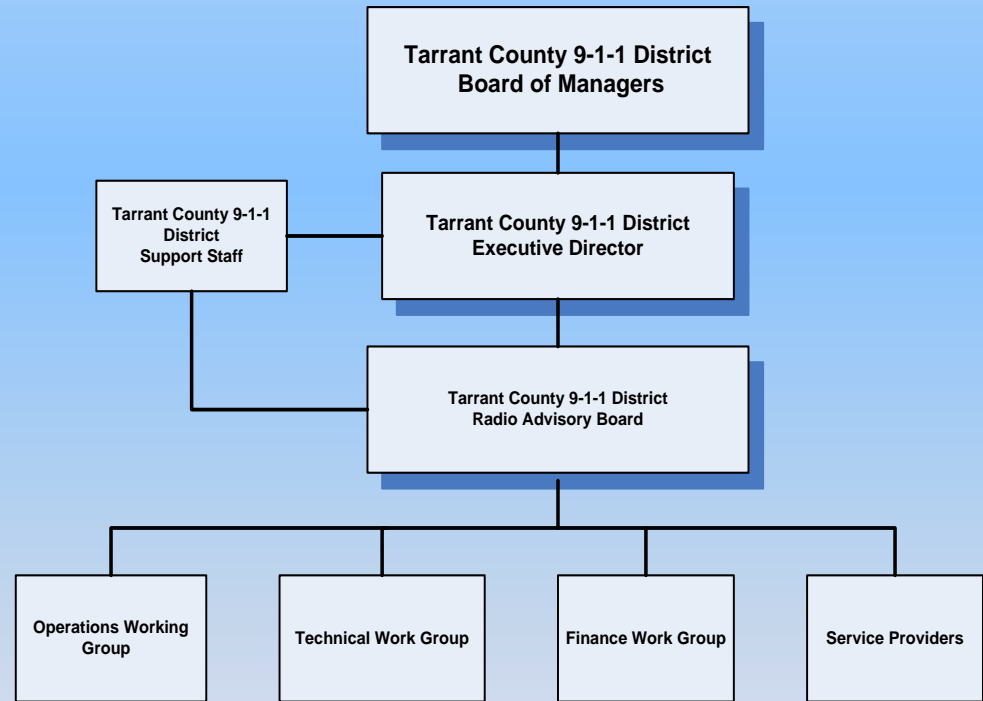 Tarrant County 9-1-1 District
Board of Managers
Tarrant County 9-1-1
District
Support Staff
Tarrant County 9-1-1 District
Executive Director
Tarrant County 9-1-1 District
Radio Advisory Board
Operations Working
Group
Technical Work Group
Finance Work Group
Service Providers